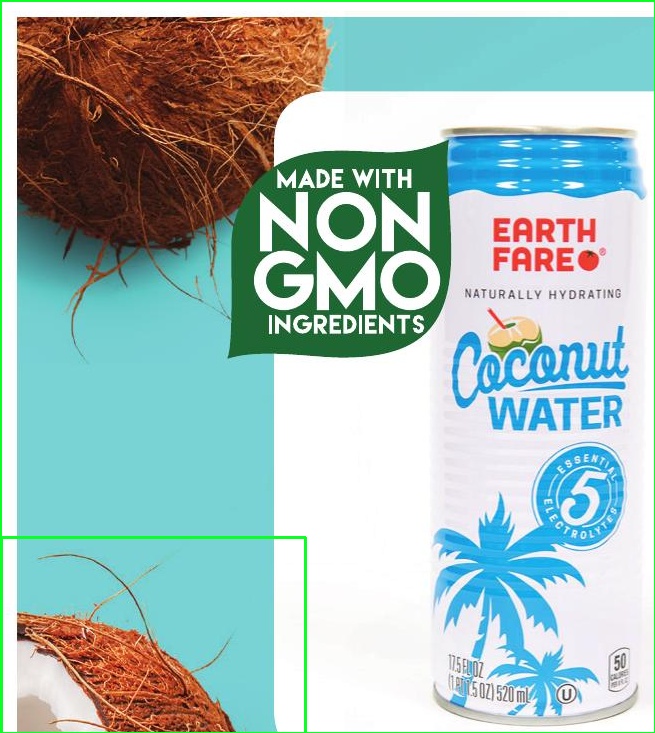 MADE WITH
NON
GMO
INGREDIENTS
EARTH
FARE®
NATURALLY HYDRATING
Coconut
WATER
ESSENTIAL
5
ELECTROLYTES
17.5 FL OZ
(1 PT 1.5 OZ) 520 mL
U
50
CALORIES